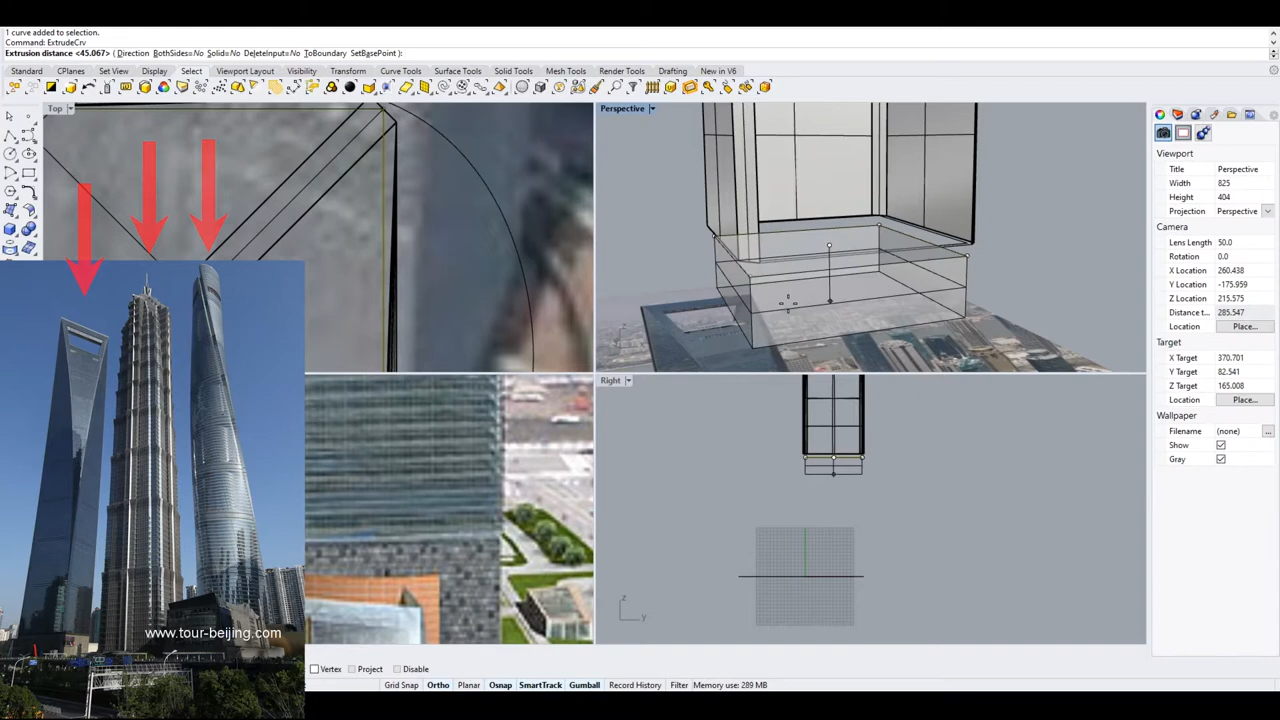 1 curve added to selection.
Command: ExtrudeCrv
Extrusion distance <45.067> ( Direction BothSides=No Solid=No DeleteInput=No ToBoundary SetBasePoint ):
Standard CPlanes Set View Display Select Viewport Layout Visibility Transform Curve Tools Surface Tools Solid Tools Mesh Tools Render Tools Drafting New in V6
Top
Perspective
Right
z
y
www.tour-beijing.com
Viewport
Title Perspective
Width 825
Height 404
Projection Perspective
Camera
Lens Length 50.0
Rotation 0.0
X Location 260.438
Y Location -175.959
Z Location 215.575
Distance t... 285.547
Location Place...
Target
X Target 370.701
Y Target 82.541
Z Target 165.008
Location Place...
Wallpaper
Filename (none) ...
Show
Gray
Vertex Project Disable
Grid Snap Ortho Planar Osnap SmartTrack Gumball Record History Filter Memory use: 289 MB